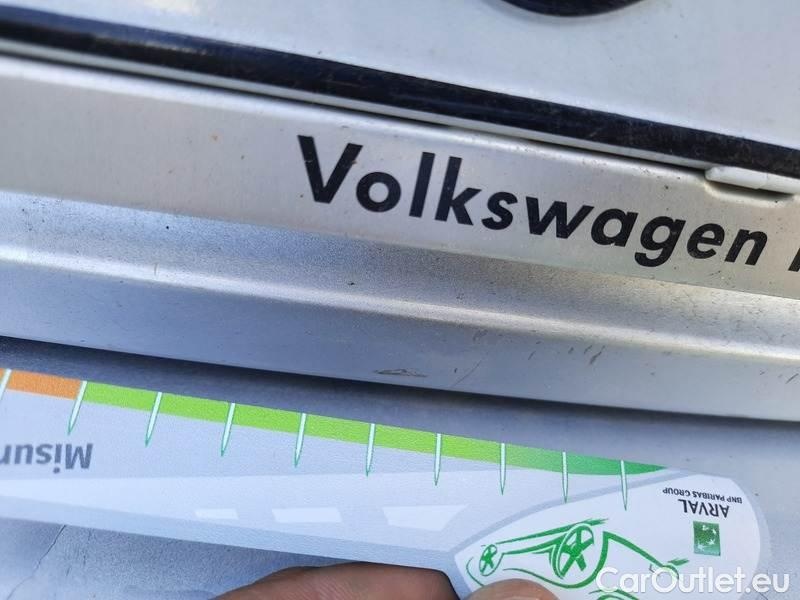 Volkswagen
Misur
ARVAL
BNP PARIBAS GROUP
CarOutlet.eu